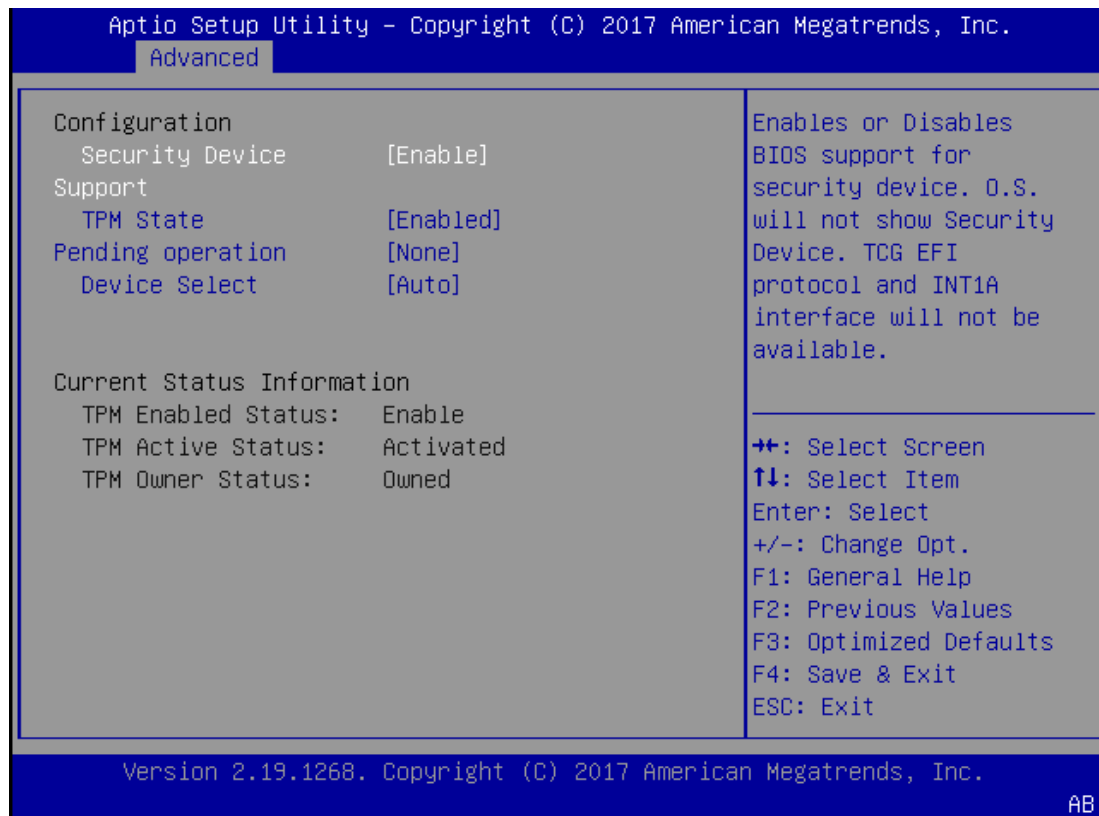 Aptio Setup Utility – Copyright (C) 2017 American Megatrends, Inc.
Advanced
Configuration
Security Device [Enable]
Support
TPM State [Enabled]
Pending operation [None]
Device Select [Auto]
Current Status Information
TPM Enabled Status: Enable
TPM Active Status: Activated
TPM Owner Status: Owned
Enables or Disables
BIOS support for
security device. O.S.
will not show Security
Device. TCG EFI
protocol and INT1A
interface will not be
available.
→←: Select Screen
↑↓: Select Item
Enter: Select
+/-: Change Opt.
F1: General Help
F2: Previous Values
F3: Optimized Defaults
F4: Save & Exit
ESC: Exit
Version 2.19.1268. Copyright (C) 2017 American Megatrends, Inc.
AB